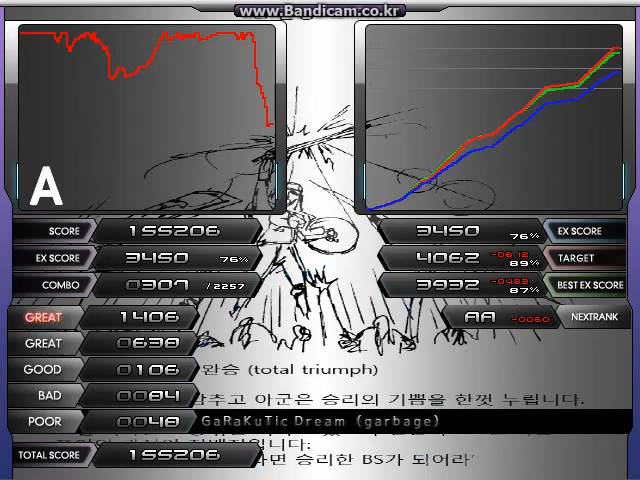 www.Bandicam.co.kr
A
SCORE 155206
EX SCORE 3450 76%
COMBO 0307 /2257
3450 76% EX SCORE
4062 -0612 89% TARGET
3932 -0482 87% BEST EX SCORE
AA -0060 NEXTRANK
GREAT 1406
GREAT 0638
GOOD 0106
BAD 0084
POOR 0048
TOTAL SCORE 155206
완승 (total triumph)
아군은 승리의 기쁨을 한껏 누립니다.
GaRaKuTic Dream (garbage)
승리한 BS가 되어라'